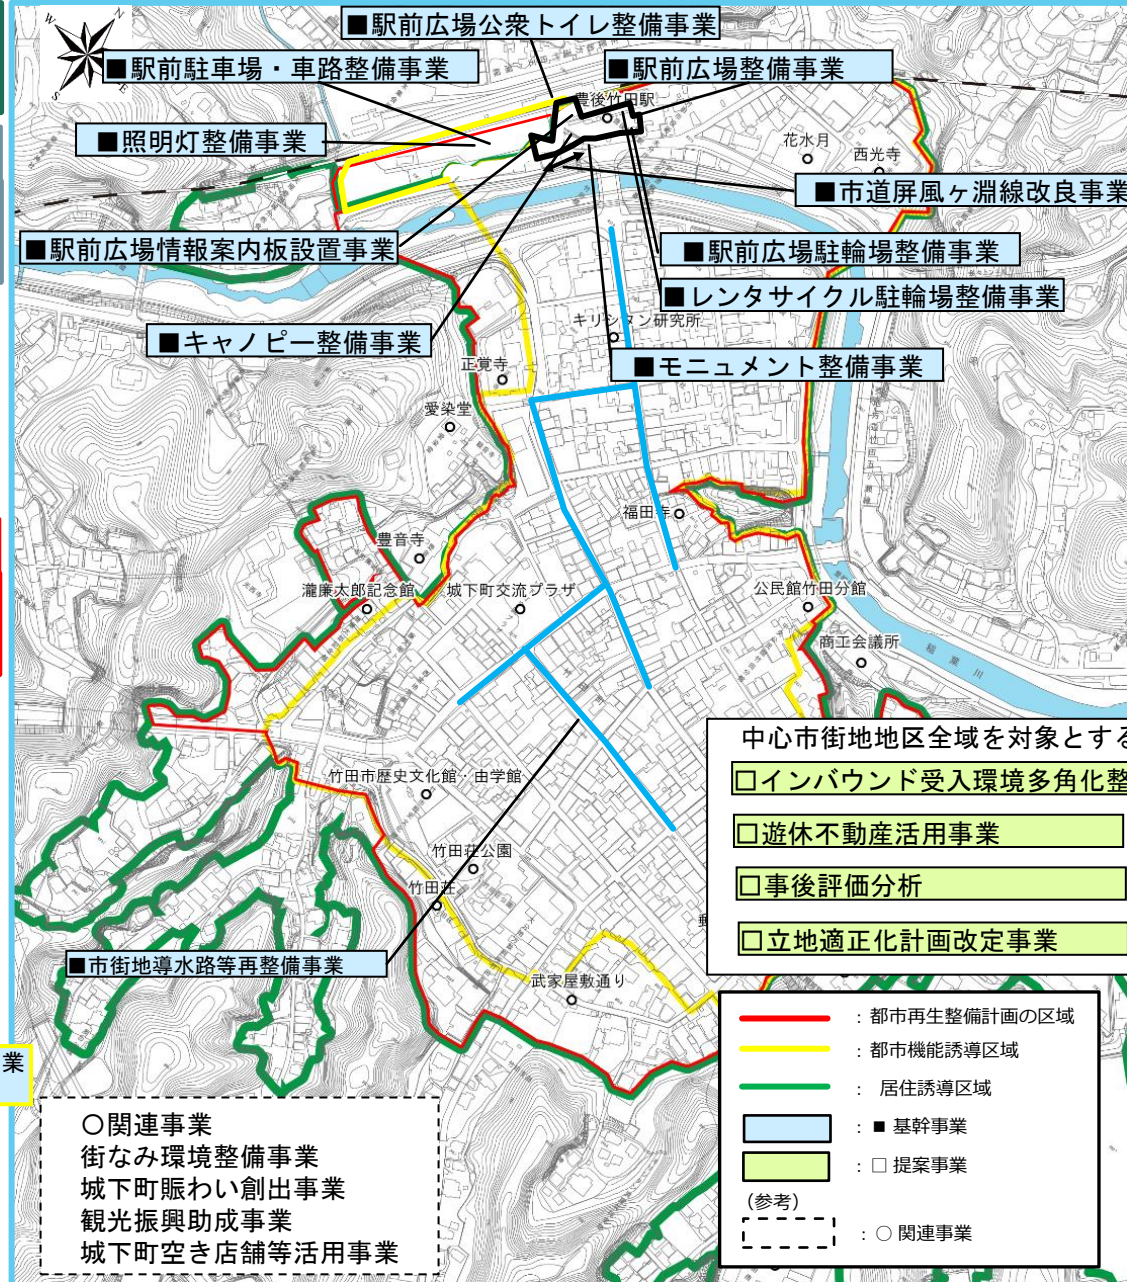 ■駅前広場公衆トイレ整備事業
N
W
E
S
■駅前駐車場・車路整備事業
■駅前広場整備事業
豊後竹田駅
■照明灯整備事業
花水月
西光寺
■市道屏風ヶ淵線改良事業
■駅前広場情報案内板設置事業
■駅前広場駐輪場整備事業
■レンタサイクル駐輪場整備事業
キリシタン研究所
■キャノピー整備事業
■モニュメント整備事業
正覚寺
愛染堂
福田寺
豊音寺
瀧廉太郎記念館
城下町交流プラザ
公民館竹田分館
商工会議所
稲葉川
中心市街地地区全域を対象とする
□インバウンド受入環境多角化整
□遊休不動産活用事業
□事後評価分析
□立地適正化計画改定事業
竹田市歴史文化館・由学館
竹田荘公園
竹田荘
■市街地導水路等再整備事業
武家屋敷通り
：都市再生整備計画の区域
：都市機能誘導区域
：居住誘導区域
：■ 基幹事業
：□ 提案事業
(参考)
：○ 関連事業
業
○関連事業
街なみ環境整備事業
城下町賑わい創出事業
観光振興助成事業
城下町空き店舗等活用事業